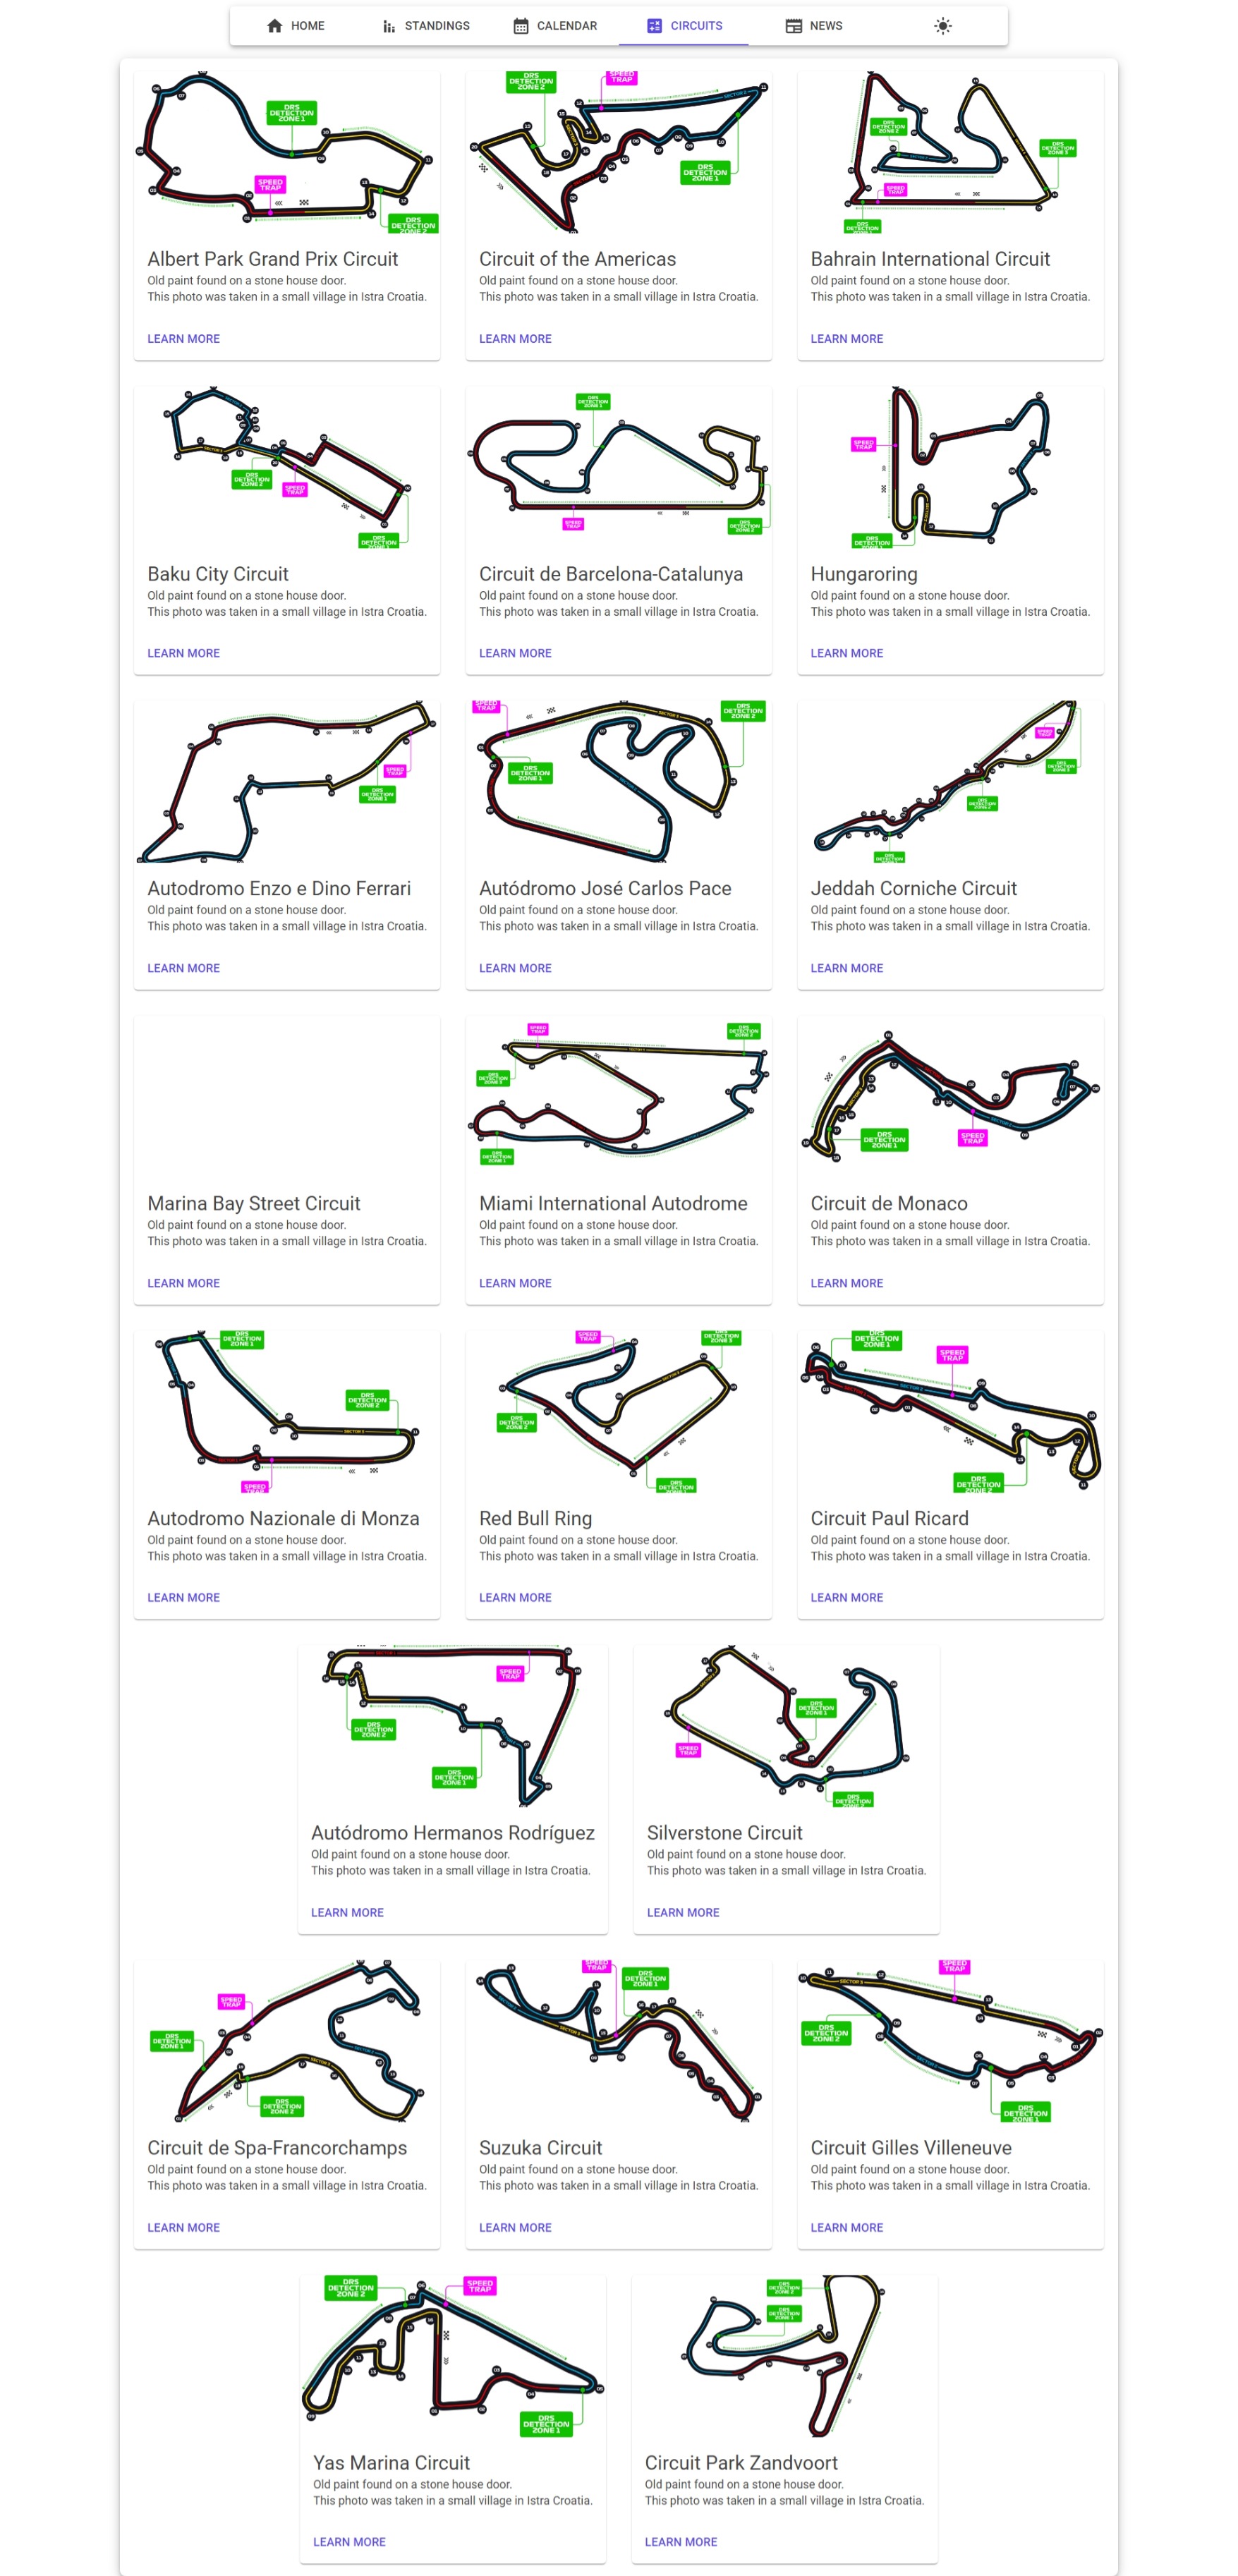 HOME STANDINGS CALENDAR CIRCUITS NEWS
DRS
DETECTION
ZONE 1
SPEED
TRAP
DRS
DETECTION
ZONE 2
Albert Park Grand Prix Circuit
Old paint found on a stone house door.
This photo was taken in a small village in Istra Croatia.
LEARN MORE
DRS
DETECTION
ZONE 2
SPEED
TRAP
DRS
DETECTION
ZONE 1
Circuit of the Americas
Old paint found on a stone house door.
This photo was taken in a small village in Istra Croatia.
LEARN MORE
DRS
DETECTION
DRS
DETECTION
SPEED
TRAP
DRS
DETECTION
Bahrain International Circuit
Old paint found on a stone house door.
This photo was taken in a small village in Istra Croatia.
LEARN MORE
DRS
DETECTION
ZONE 2
SPEED
TRAP
DRS
DETECTION
Baku City Circuit
Old paint found on a stone house door.
This photo was taken in a small village in Istra Croatia.
LEARN MORE
DRS
DETECTION
ZONE 1
SPEED
TRAP
DRS
DETECTION
ZONE 2
Circuit de Barcelona-Catalunya
Old paint found on a stone house door.
This photo was taken in a small village in Istra Croatia.
LEARN MORE
SPEED
TRAP
DRS
DETECTION
Hungaroring
Old paint found on a stone house door.
This photo was taken in a small village in Istra Croatia.
LEARN MORE
SPEED
TRAP
DRS
DETECTION
ZONE 1
Autodromo Enzo e Dino Ferrari
Old paint found on a stone house door.
This photo was taken in a small village in Istra Croatia.
LEARN MORE
SPEED
TRAP
DRS
DETECTION
ZONE 2
DRS
DETECTION
ZONE 1
Autódromo José Carlos Pace
Old paint found on a stone house door.
This photo was taken in a small village in Istra Croatia.
LEARN MORE
SPEED
TRAP
DRS
DETECTION
DRS
DETECTION
DRS
DETECTION
Jeddah Corniche Circuit
Old paint found on a stone house door.
This photo was taken in a small village in Istra Croatia.
LEARN MORE
Marina Bay Street Circuit
Old paint found on a stone house door.
This photo was taken in a small village in Istra Croatia.
LEARN MORE
SPEED
TRAP
DRS
DETECTION
ZONE 2
DRS
DETECTION
ZONE 3
DRS
DETECTION
ZONE 1
Miami International Autodrome
Old paint found on a stone house door.
This photo was taken in a small village in Istra Croatia.
LEARN MORE
DRS
DETECTION
ZONE 1
SPEED
TRAP
Circuit de Monaco
Old paint found on a stone house door.
This photo was taken in a small village in Istra Croatia.
LEARN MORE
DRS
DETECTION
ZONE 1
DRS
DETECTION
ZONE 2
SPEED
TRAP
Autodromo Nazionale di Monza
Old paint found on a stone house door.
This photo was taken in a small village in Istra Croatia.
LEARN MORE
SPEED
TRAP
DRS
DETECTION
ZONE 3
DRS
DETECTION
ZONE 2
DRS
DETECTION
Red Bull Ring
Old paint found on a stone house door.
This photo was taken in a small village in Istra Croatia.
LEARN MORE
DRS
DETECTION
ZONE 1
SPEED
TRAP
DRS
DETECTION
ZONE 2
Circuit Paul Ricard
Old paint found on a stone house door.
This photo was taken in a small village in Istra Croatia.
LEARN MORE
SPEED
TRAP
DRS
DETECTION
ZONE 2
DRS
DETECTION
ZONE 1
Autódromo Hermanos Rodríguez
Old paint found on a stone house door.
This photo was taken in a small village in Istra Croatia.
LEARN MORE
DRS
DETECTION
ZONE 1
SPEED
TRAP
DRS
DETECTION
ZONE 2
Silverstone Circuit
Old paint found on a stone house door.
This photo was taken in a small village in Istra Croatia.
LEARN MORE
SPEED
TRAP
DRS
DETECTION
ZONE 1
DRS
DETECTION
ZONE 2
Circuit de Spa-Francorchamps
Old paint found on a stone house door.
This photo was taken in a small village in Istra Croatia.
LEARN MORE
SPEED
TRAP
DRS
DETECTION
ZONE 1
Suzuka Circuit
Old paint found on a stone house door.
This photo was taken in a small village in Istra Croatia.
LEARN MORE
SPEED
TRAP
DRS
DETECTION
ZONE 2
DRS
DETECTION
ZONE 1
Circuit Gilles Villeneuve
Old paint found on a stone house door.
This photo was taken in a small village in Istra Croatia.
LEARN MORE
DRS
DETECTION
ZONE 2
SPEED
TRAP
DRS
DETECTION
ZONE 1
Yas Marina Circuit
Old paint found on a stone house door.
This photo was taken in a small village in Istra Croatia.
LEARN MORE
DRS
DETECTION
ZONE 2
DRS
DETECTION
ZONE 1
Circuit Park Zandvoort
Old paint found on a stone house door.
This photo was taken in a small village in Istra Croatia.
LEARN MORE